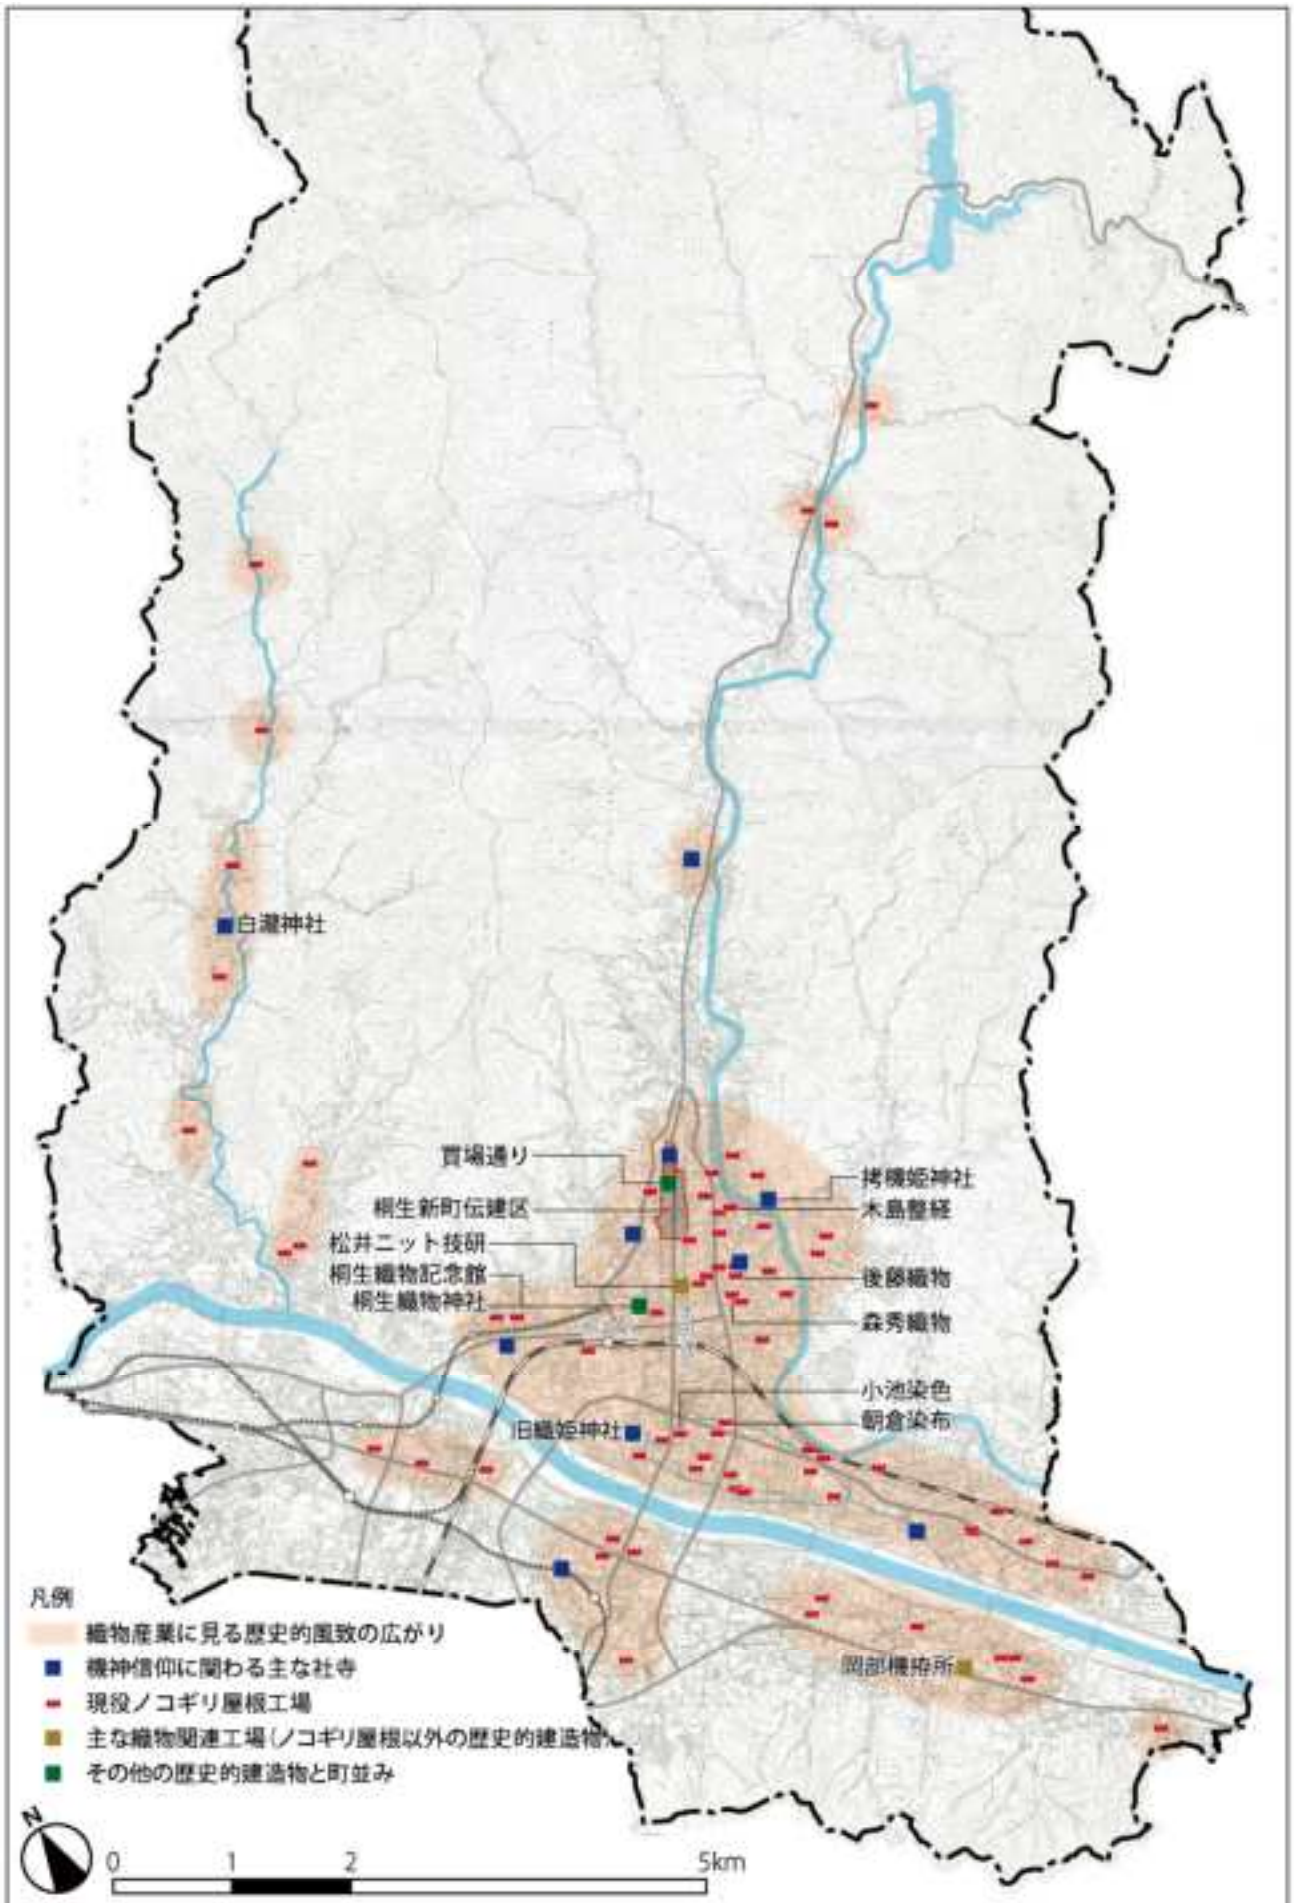 白瀧神社
買場通り
桐生新町伝建区
松井ニット技研
桐生織物記念館
桐生織物神社
拷機姫神社
木島整経
後藤織物
森秀織物
小池染色
朝倉染布
旧織姫神社
岡部機拵所
凡例
織物産業に見る歴史的風致の広がり
機神信仰に関わる主な社寺
現役ノコギリ屋根工場
主な織物関連工場(ノコギリ屋根以外の歴史的建造物)
その他の歴史的建造物と町並み
N
0 1 2 5km